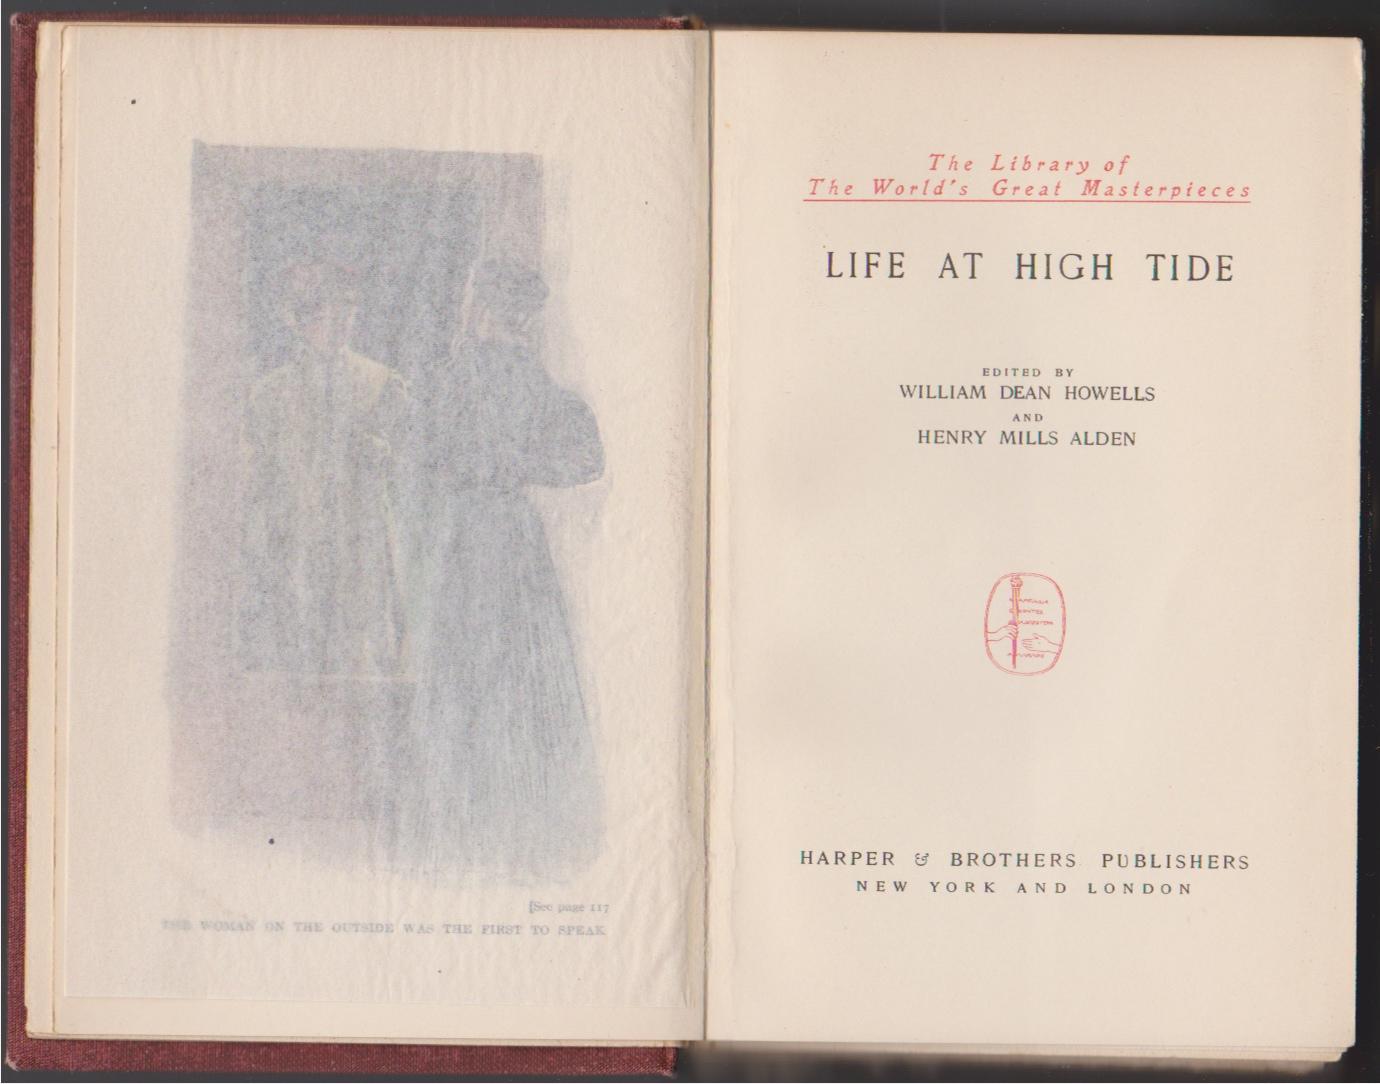 [See page 117
THE WOMAN ON THE OUTSIDE WAS THE FIRST TO SPEAK
The Library of
The World's Great Masterpieces
LIFE AT HIGH TIDE
EDITED BY
WILLIAM DEAN HOWELLS
AND
HENRY MILLS ALDEN
HARPER & BROTHERS PUBLISHERS
NEW YORK AND LONDON